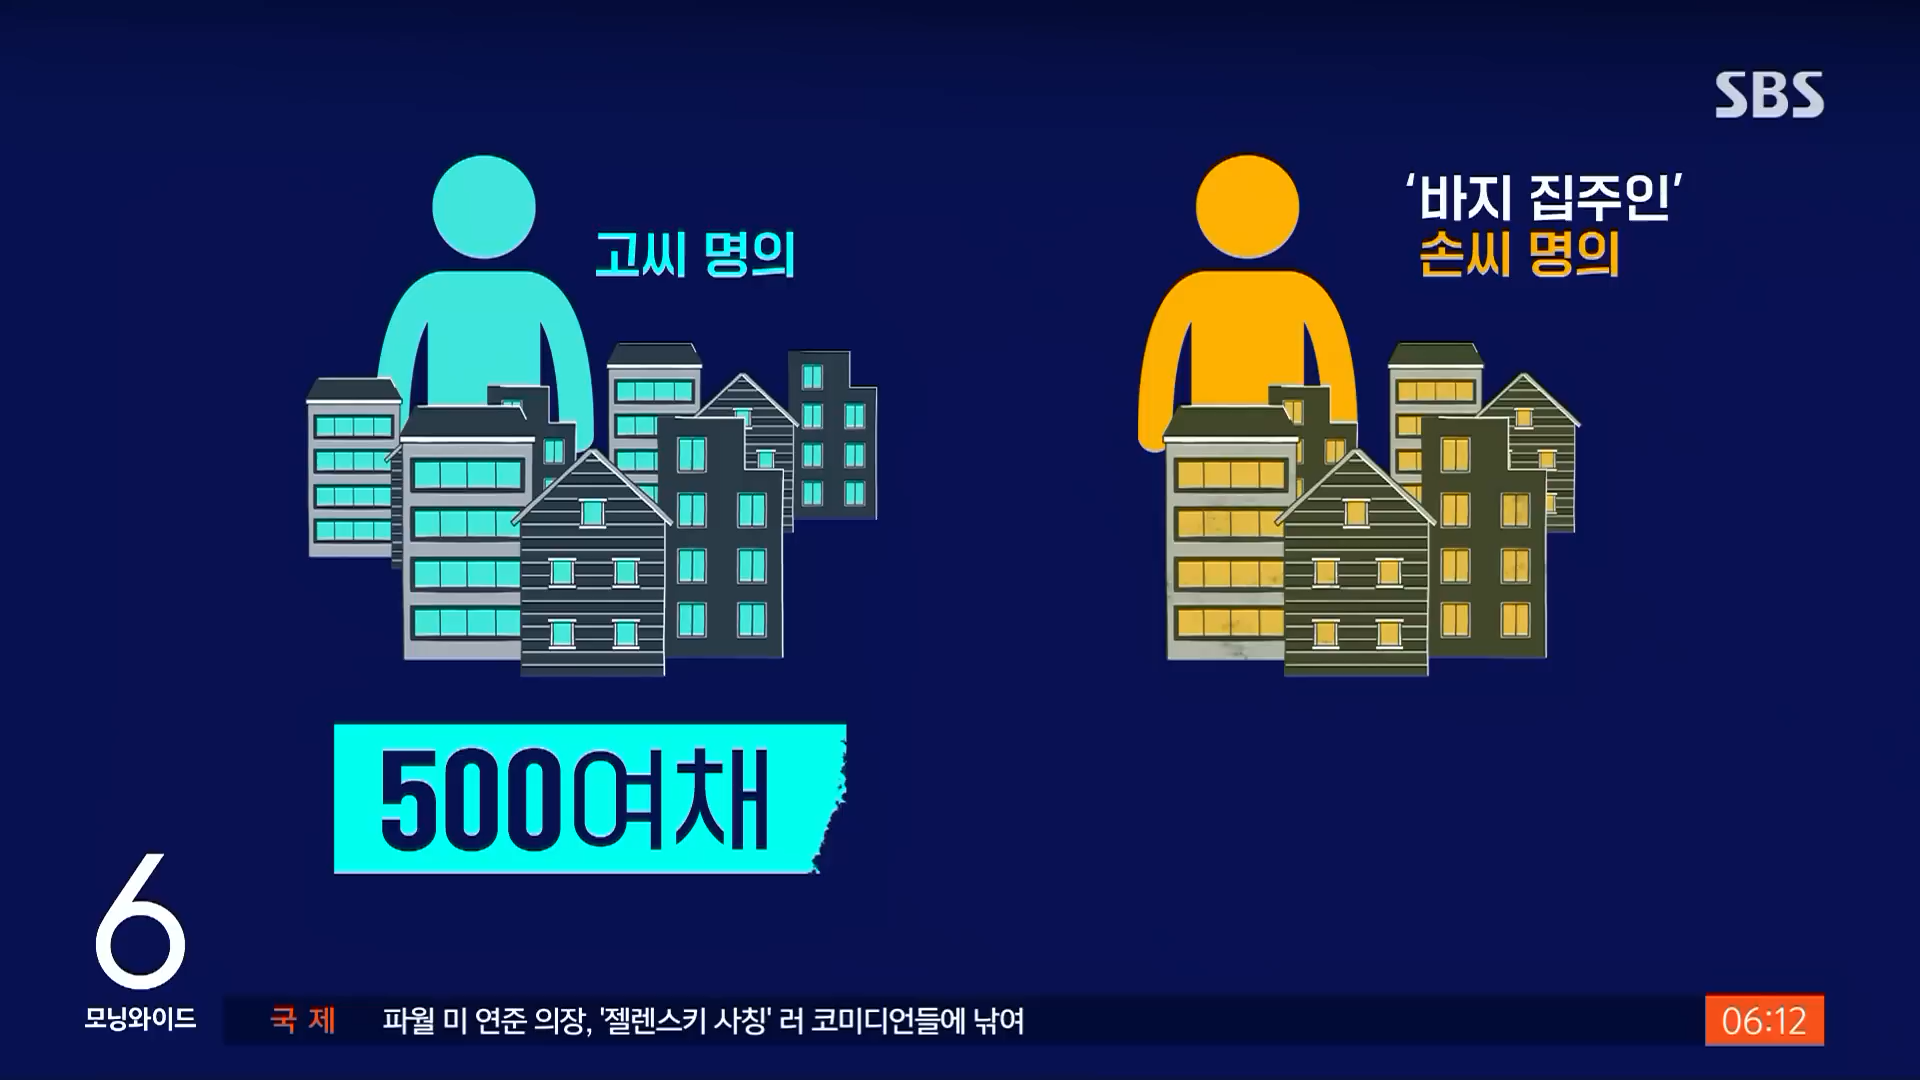 SBS
고씨 명의
‘바지 집주인’
손씨 명의
500여채
6
모닝와이드
국 제
파월 미 연준 의장, '젤렌스키 사칭' 러 코미디언들에 낚여
06:12